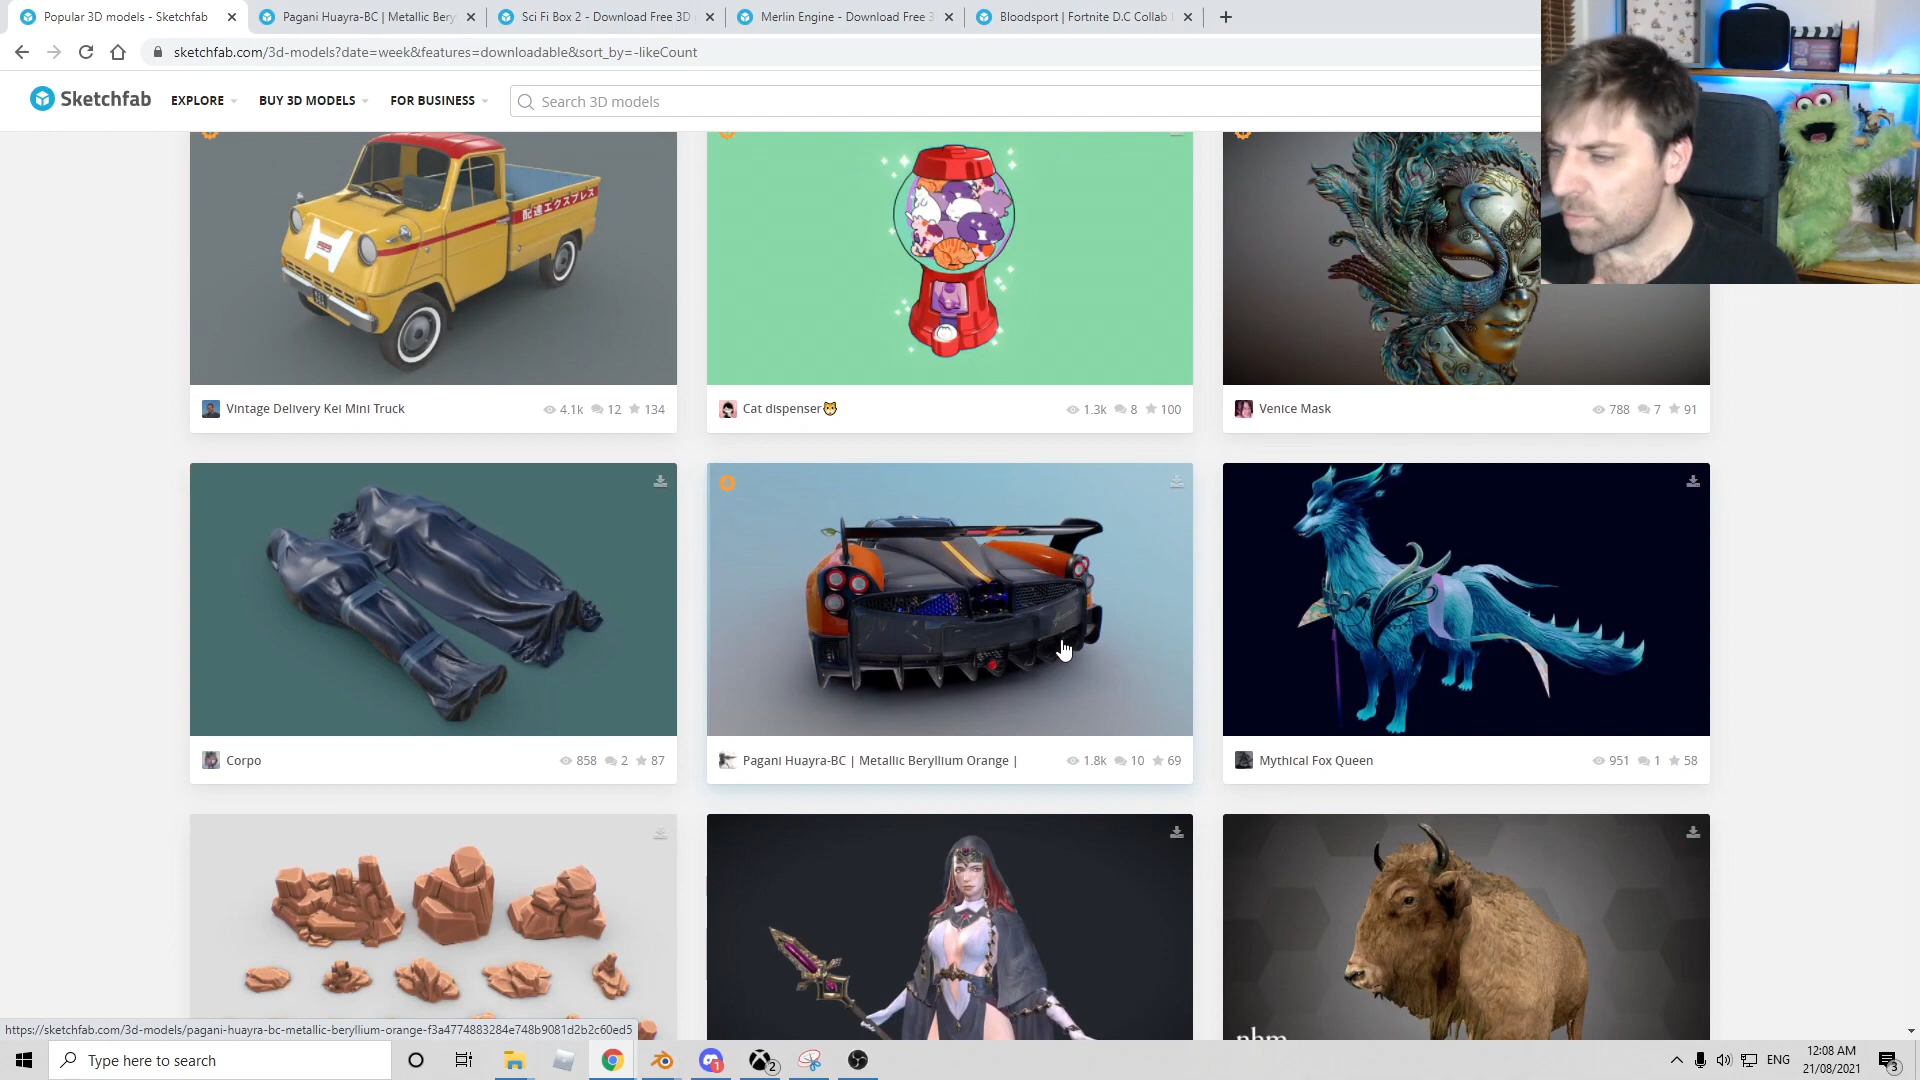 Popular 3D models - Sketchfab
Pagani Huayra-BC | Metallic Bery
Sci Fi Box 2 - Download Free 3D
Merlin Engine - Download Free 3
Bloodsport | Fortnite D.C Collab
sketchfab.com/3d-models?date=week&features=downloadable&sort_by=-likeCount
Sketchfab
EXPLORE
BUY 3D MODELS
FOR BUSINESS
Search 3D models
配達エクスプレス
Vintage Delivery Kei Mini Truck
4.1k 12 134
Cat dispenser🐱
1.3k 8 100
Venice Mask
788 7 91
Corpo
858 2 87
Pagani Huayra-BC | Metallic Beryllium Orange |
1.8k 10 69
Mythical Fox Queen
951 1 58
nhm
https://sketchfab.com/3d-models/pagani-huayra-bc-metallic-beryllium-orange-f3a4774883284e748b9081d2b2c60ed5
Type here to search
1
2
ENG
12:08 AM
21/08/2021
3